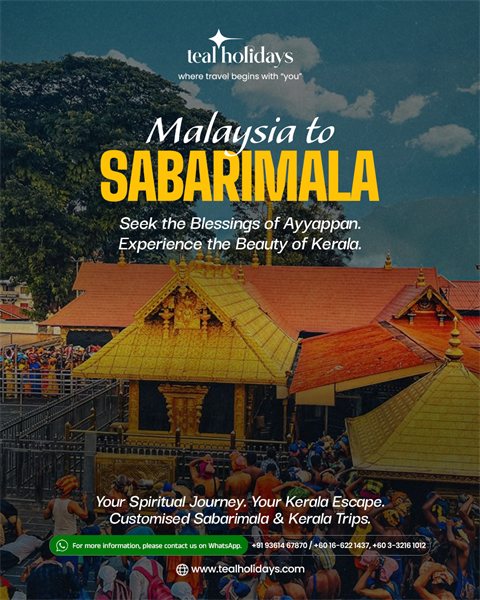 teal holidays
where travel begins with "you"
Malaysia to
SABARIMALA
Seek the Blessings of Ayyappan.
Experience the Beauty of Kerala.
Your Spiritual Journey. Your Kerala Escape.
Customised Sabarimala & Kerala Trips.
For more information, please contact us on WhatsApp. +91 93614 67870 / +60 16-622 1437, +60 3-3216 1012
www.tealholidays.com